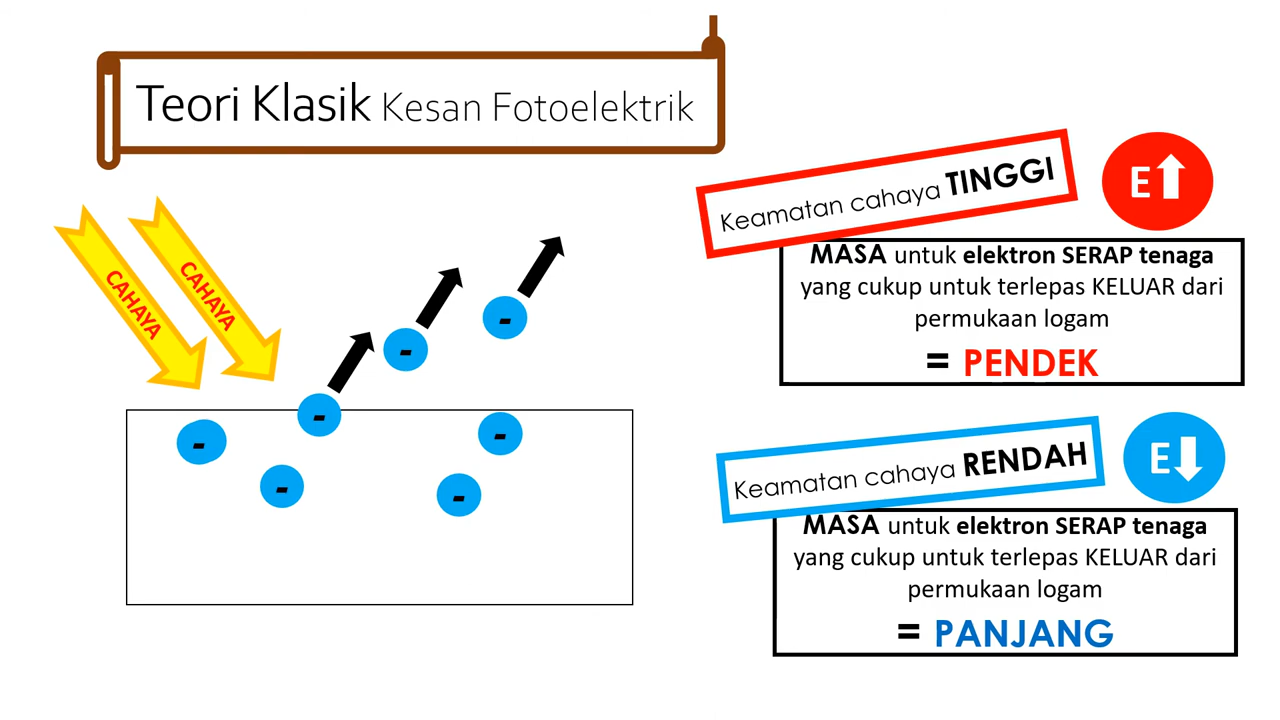 Teori Klasik Kesan Fotoelektrik
CAHAYA
CAHAYA
-
-
-
-
-
-
-
Keamatan cahaya TINGGI
E
MASA untuk elektron SERAP tenaga
yang cukup untuk terlepas KELUAR dari
permukaan logam
= PENDEK
Keamatan cahaya RENDAH
E
MASA untuk elektron SERAP tenaga
yang cukup untuk terlepas KELUAR dari
permukaan logam
= PANJANG